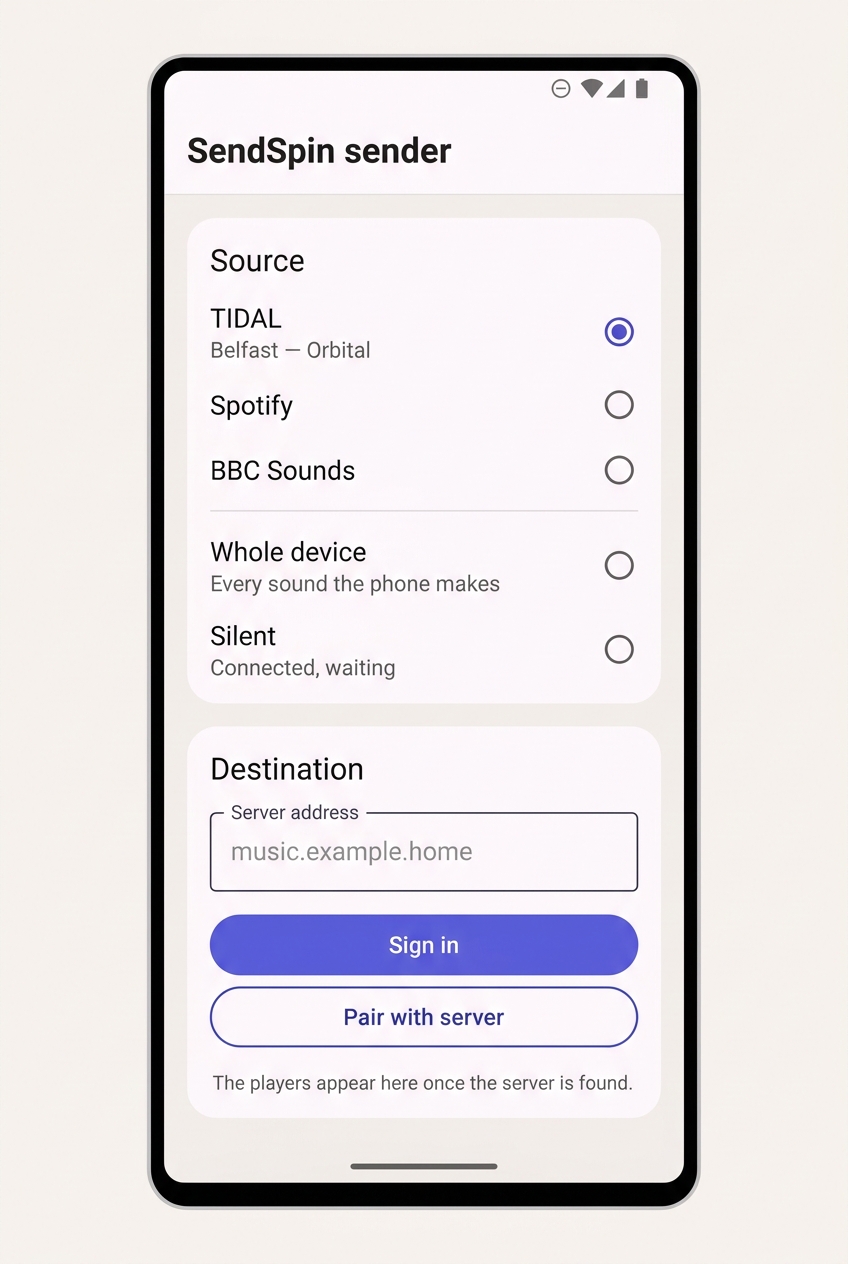 SendSpin sender
Source
TIDAL
Belfast — Orbital
Spotify
BBC Sounds
Whole device
Every sound the phone makes
Silent
Connected, waiting
Destination
Server address
music.example.home
Sign in
Pair with server
The players appear here once the server is found.